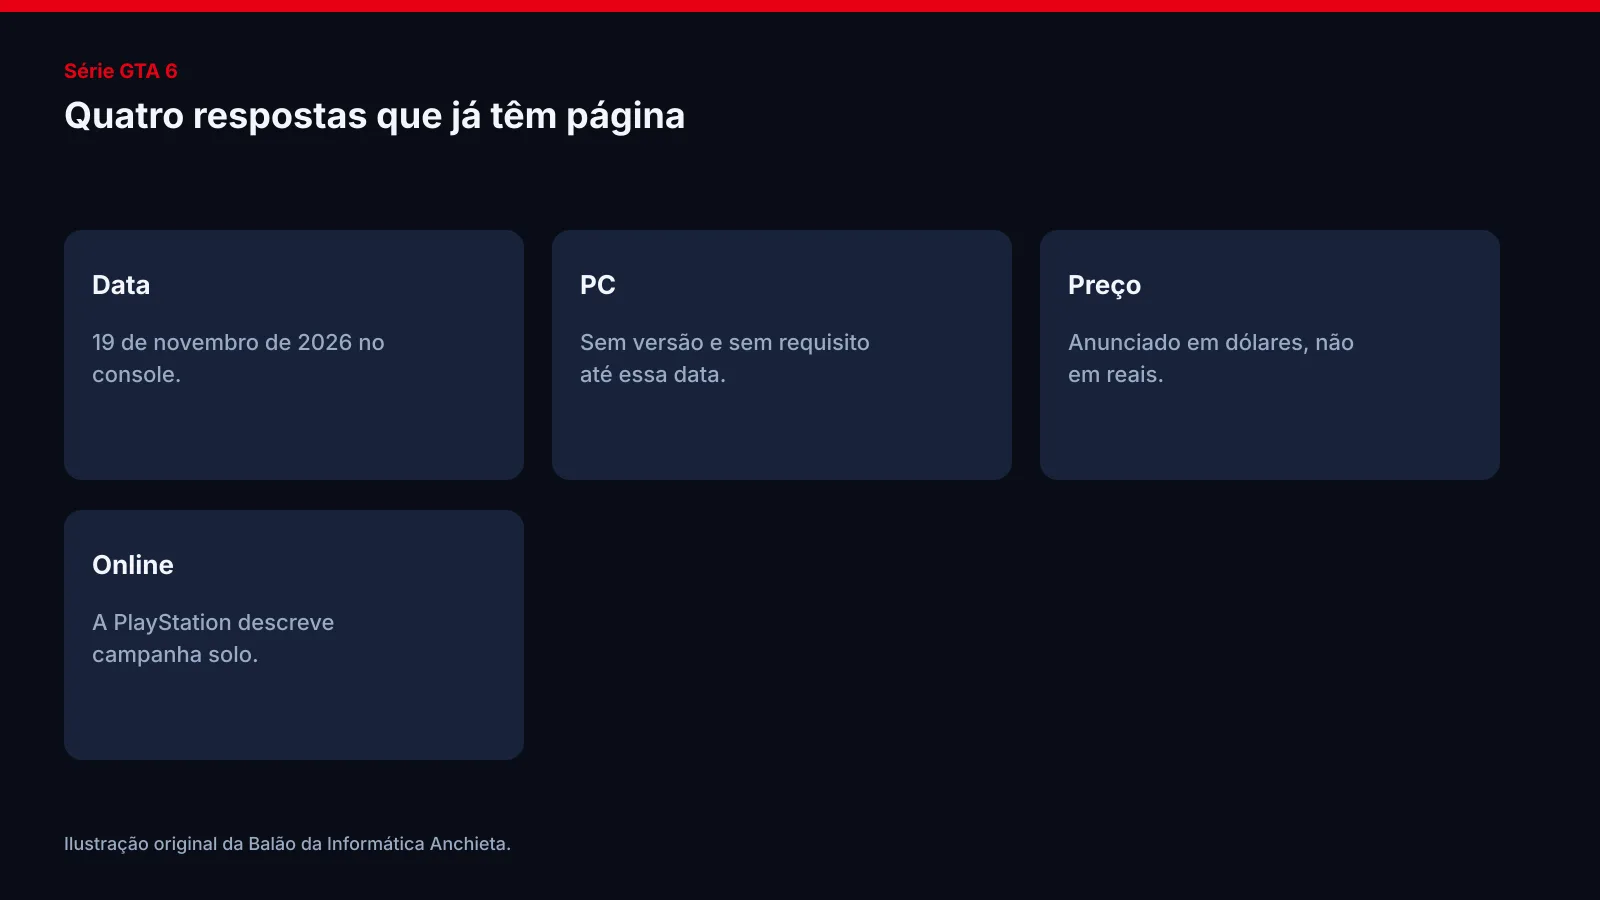 Série GTA 6
Quatro respostas que já têm página
Data
19 de novembro de 2026 no
console.
PC
Sem versão e sem requisito
até essa data.
Preço
Anunciado em dólares, não
em reais.
Online
A PlayStation descreve
campanha solo.
Ilustração original da Balão da Informática Anchieta.